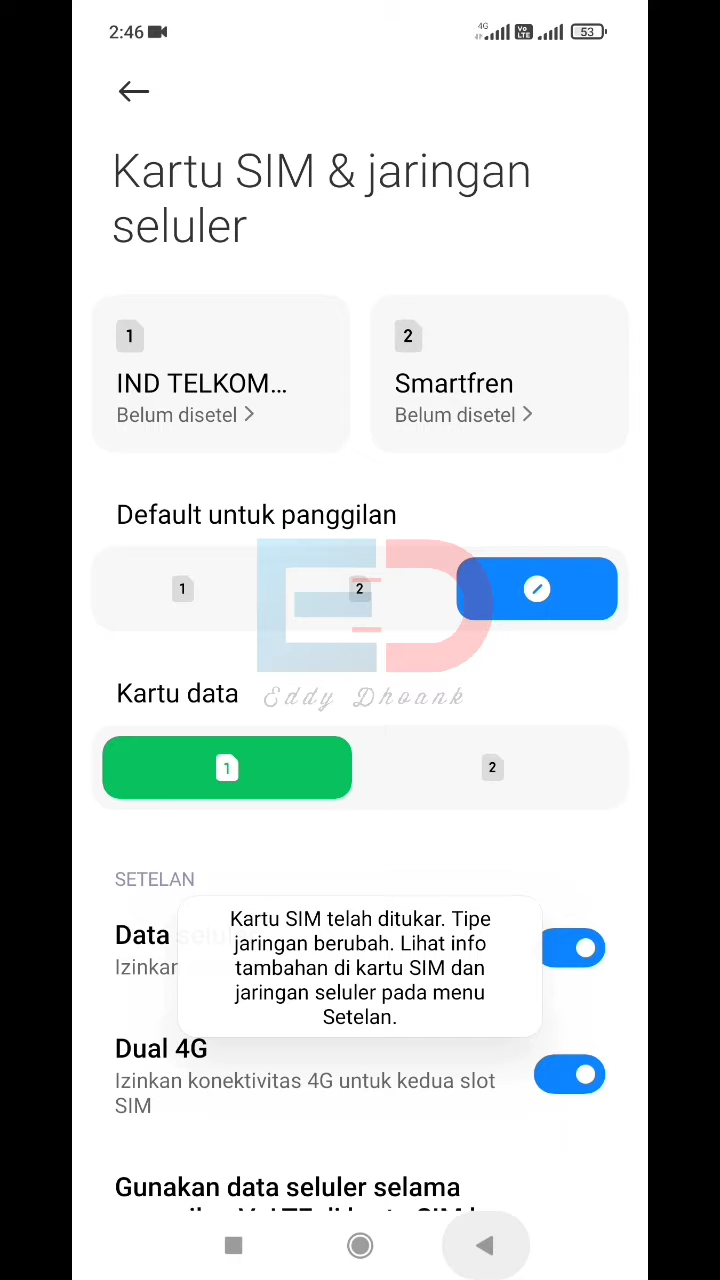 2:46
4G
Vo
LTE
53
Kartu SIM & jaringan
seluler
1
2
IND TELKOM...
Smartfren
Belum disetel
Belum disetel
Default untuk panggilan
1
2
Kartu data
Eddy Dhoank
1
2
SETELAN
Data seluler
Izinkan
Kartu SIM telah ditukar. Tipe
jaringan berubah. Lihat info
tambahan di kartu SIM dan
jaringan seluler pada menu
Setelan.
Dual 4G
Izinkan konektivitas 4G untuk kedua slot
SIM
Gunakan data seluler selama